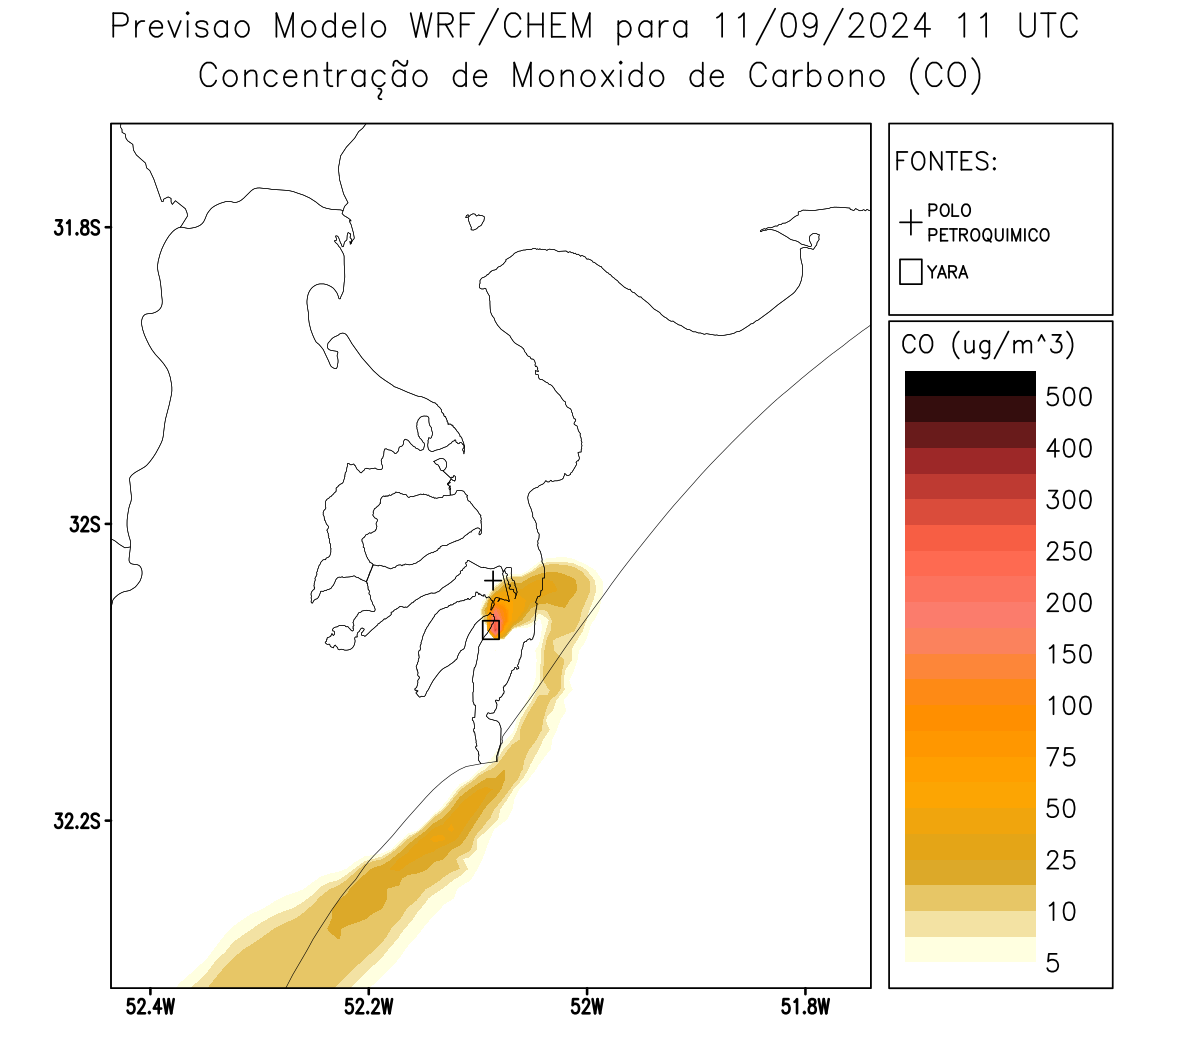 Previsao Modelo WRF/CHEM para 11/09/2024 11 UTC
Concentração de Monoxido de Carbono (CO)
FONTES:
POLO
PETROQUIMICO
YARA
CO (ug/m^3)
500
400
300
250
200
150
100
75
50
25
10
5
31.8S
32S
32.2S
52.4W
52.2W
52W
51.8W